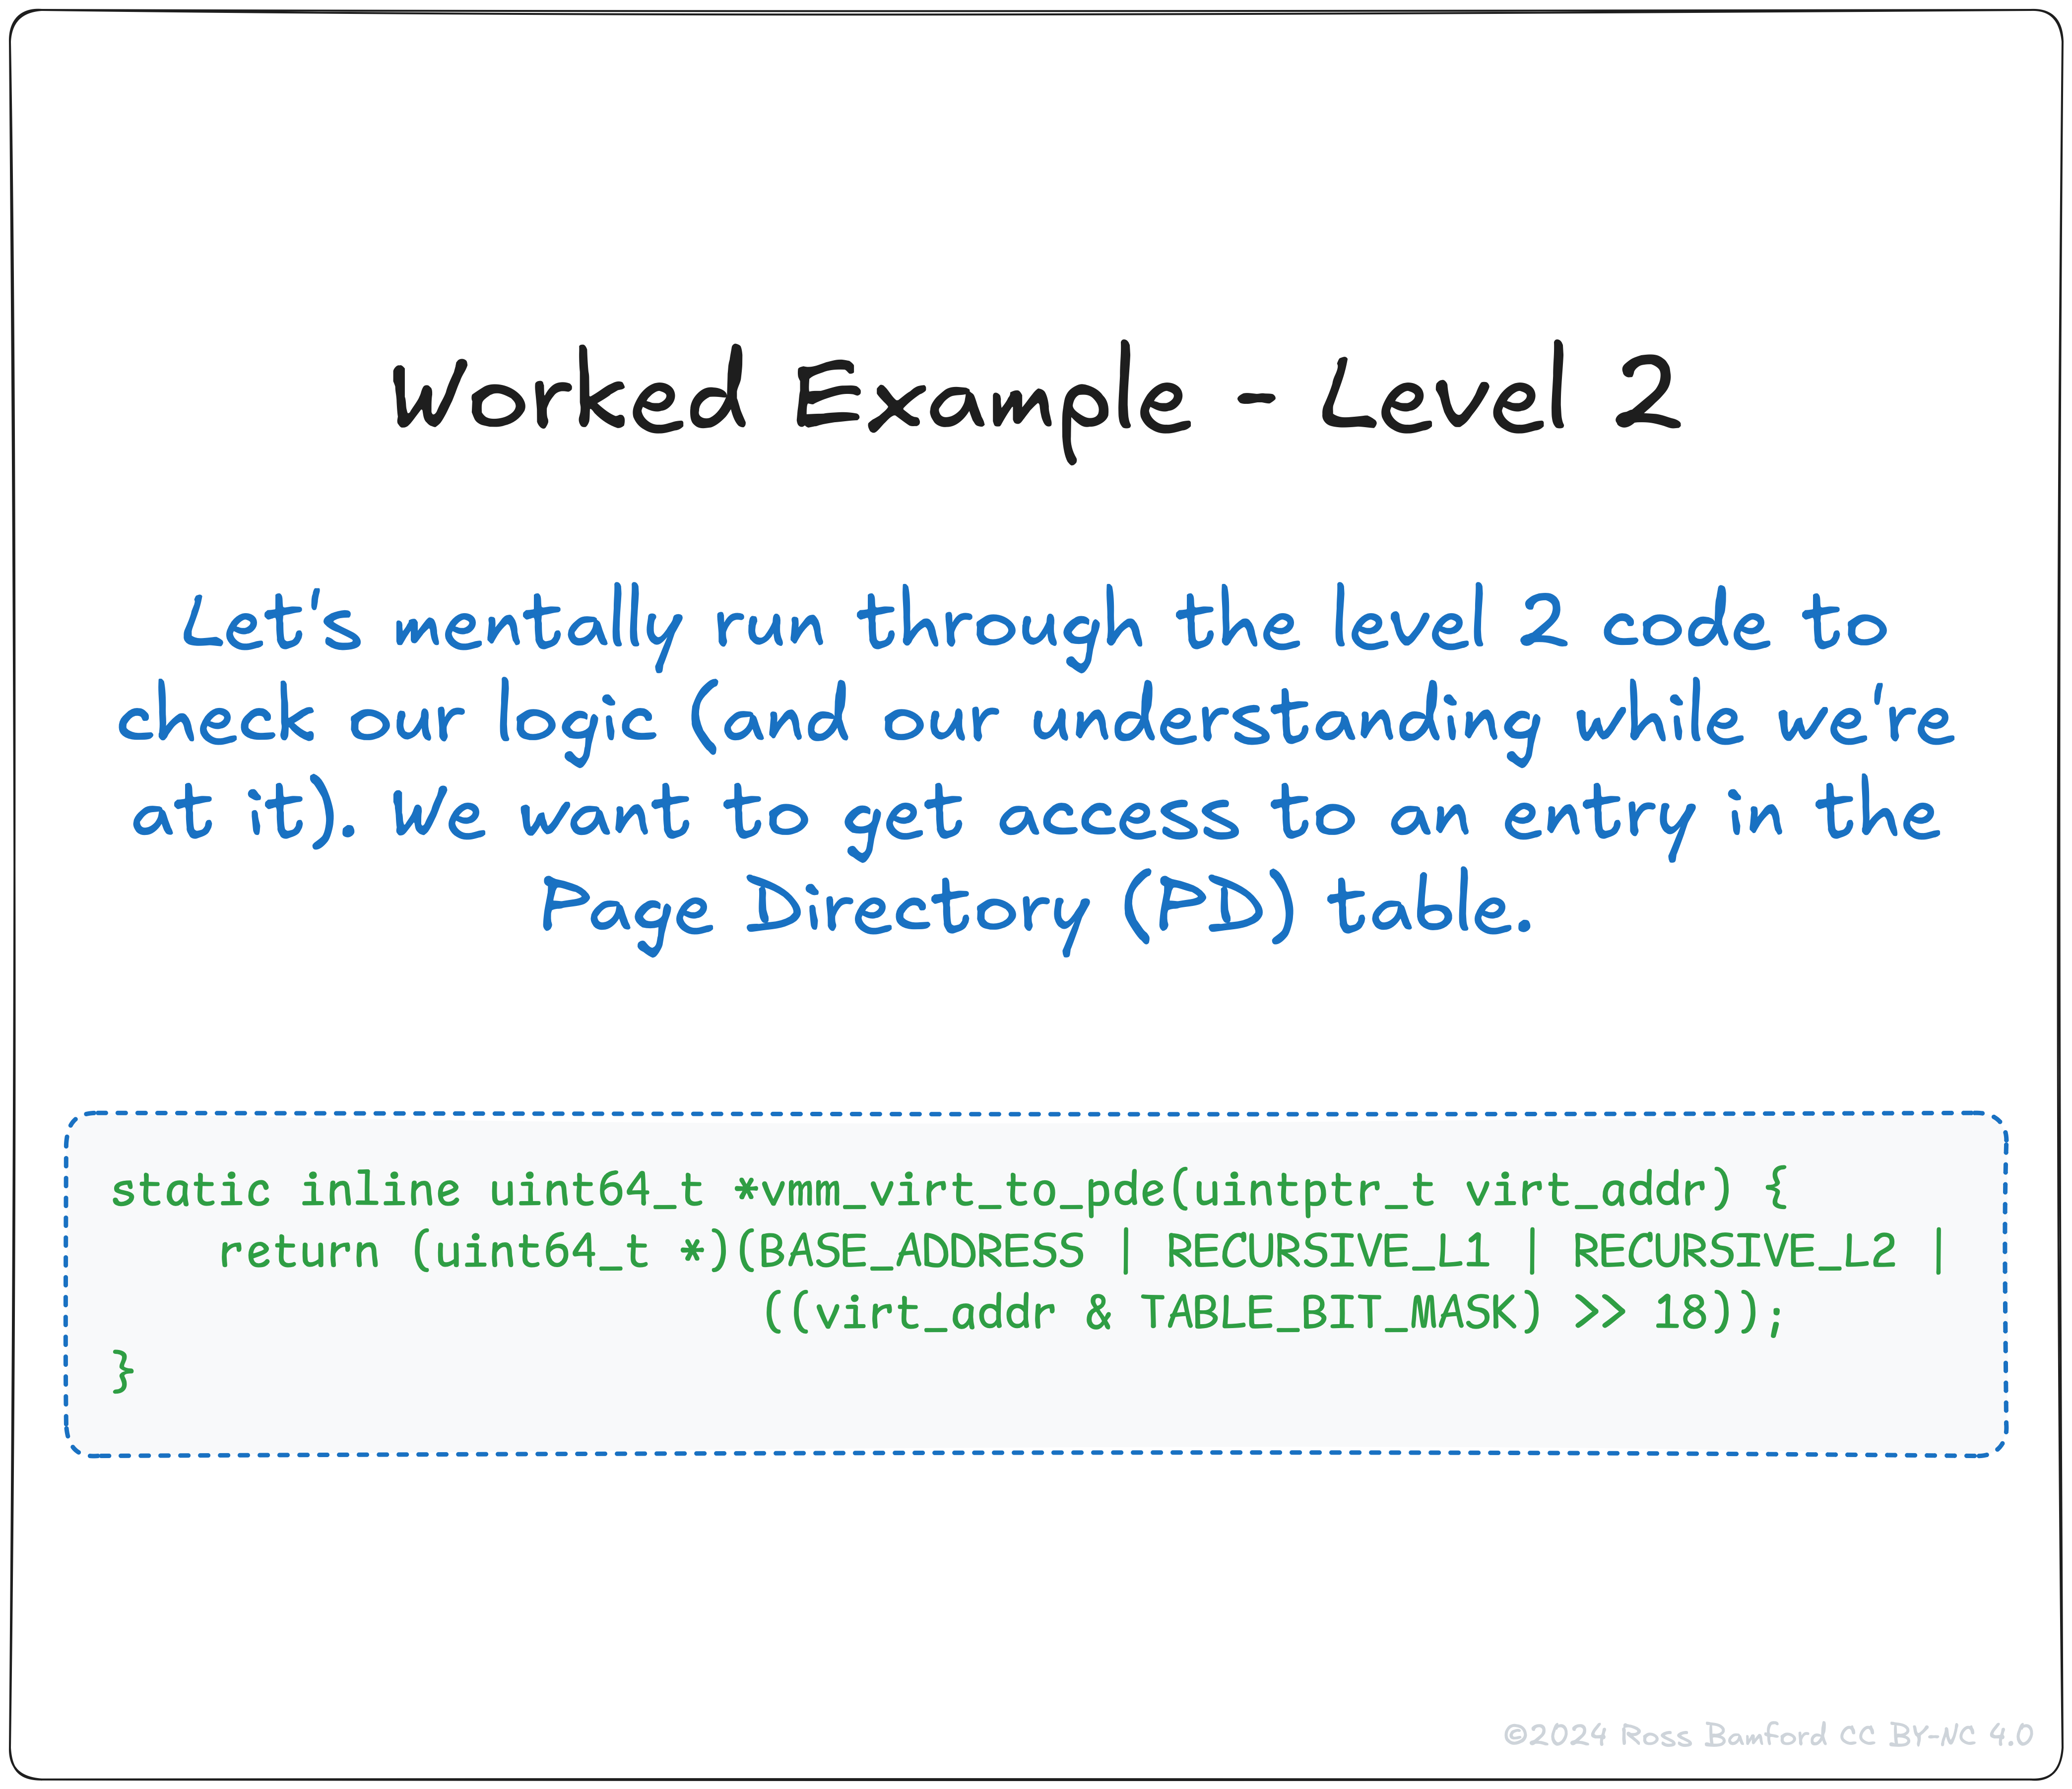 Worked Example - Level 2
Let's mentally run through the level 2 code to
check our logic (and our understanding while we're
at it). We want to get access to an entry in the
Page Directory (PD) table.
static inline uint64_t *vmm_virt_to_pde(uintptr_t virt_addr) {
    return (uint64_t *)(BASE_ADDRESS | RECURSIVE_L1 | RECURSIVE_L2 |
                        ((virt_addr & TABLE_BIT_MASK) >> 18));
}
©2024 Ross Bamford CC BY-NC 4.0